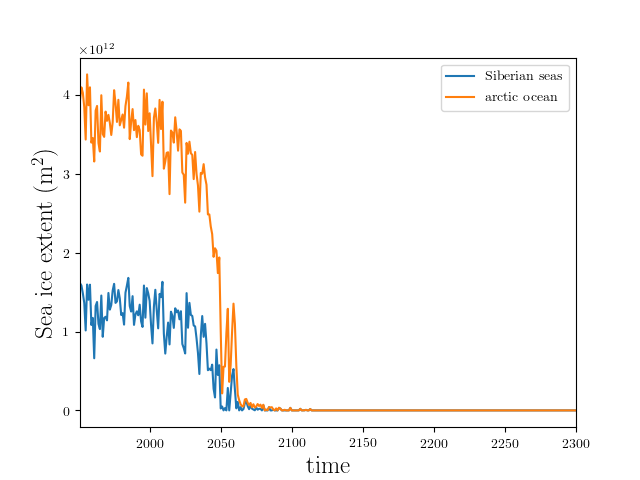 ×10¹²
Siberian seas
arctic ocean
4
3
2
1
0
Sea ice extent (m²)
2000 2050 2100 2150 2200 2250 2300
time